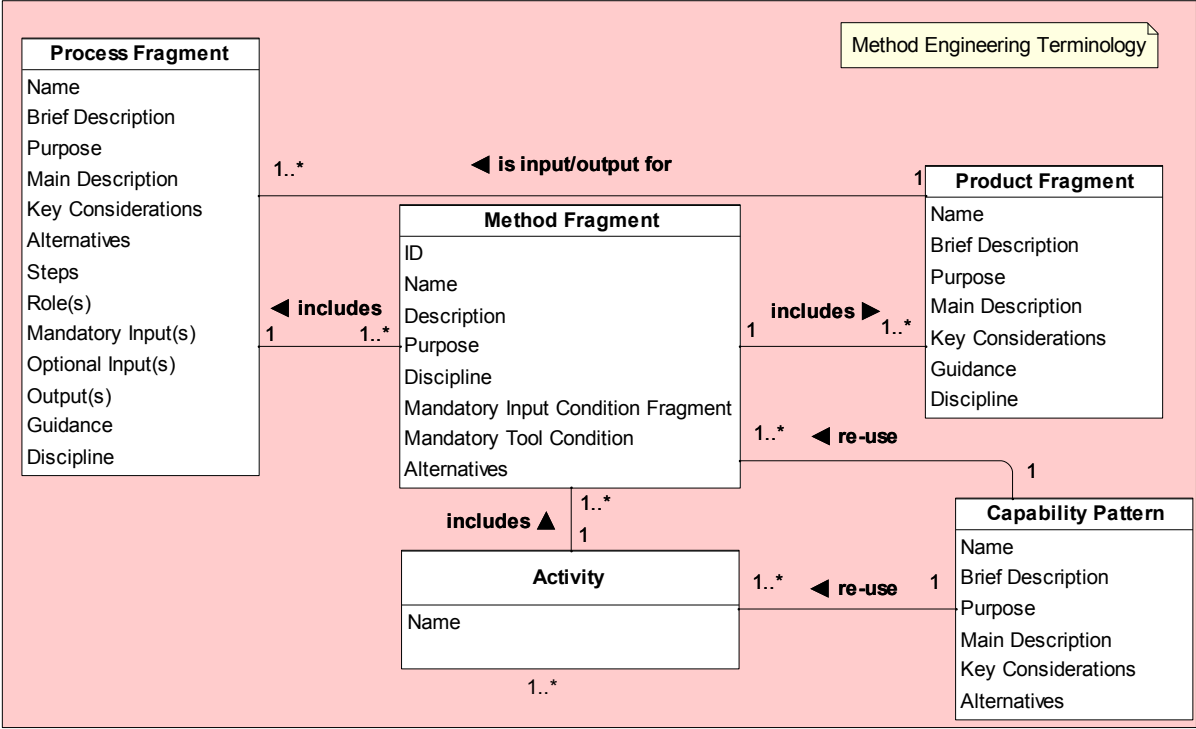 Method Engineering Terminology
Process Fragment
Name
Brief Description
Purpose
Main Description
Key Considerations
Alternatives
Steps
Role(s)
Mandatory Input(s)
Optional Input(s)
Output(s)
Guidance
Discipline
1..*
◀ is input/output for
1
Product Fragment
Name
Brief Description
Purpose
Main Description
Key Considerations
Guidance
Discipline
Method Fragment
ID
Name
Description
Purpose
Discipline
Mandatory Input Condition Fragment
Mandatory Tool Condition
Alternatives
◀ includes
1
1..*
includes ▶
1
1..*
1..*
◀ re-use
1
includes ▲
1..*
1
Activity
Name
1..*
1..*
◀ re-use
1
Capability Pattern
Name
Brief Description
Purpose
Main Description
Key Considerations
Alternatives